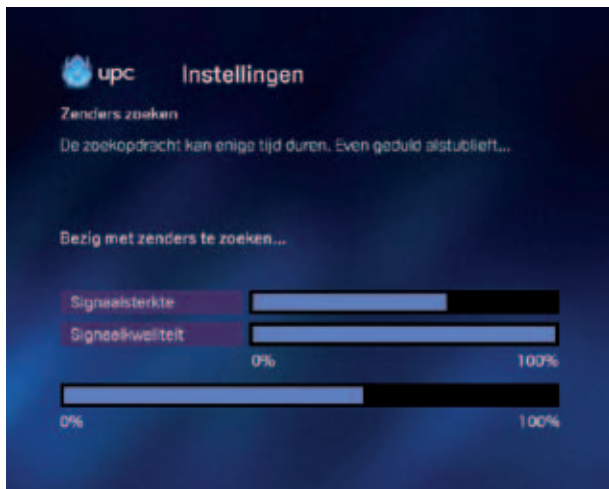 upc Instellingen
Zenders zoeken
De zoekopdracht kan enige tijd duren. Even geduld alstublieft...
Bezig met zenders te zoeken...
Signaalsterkte
Signaalkwaliteit
0% 100%
0% 100%